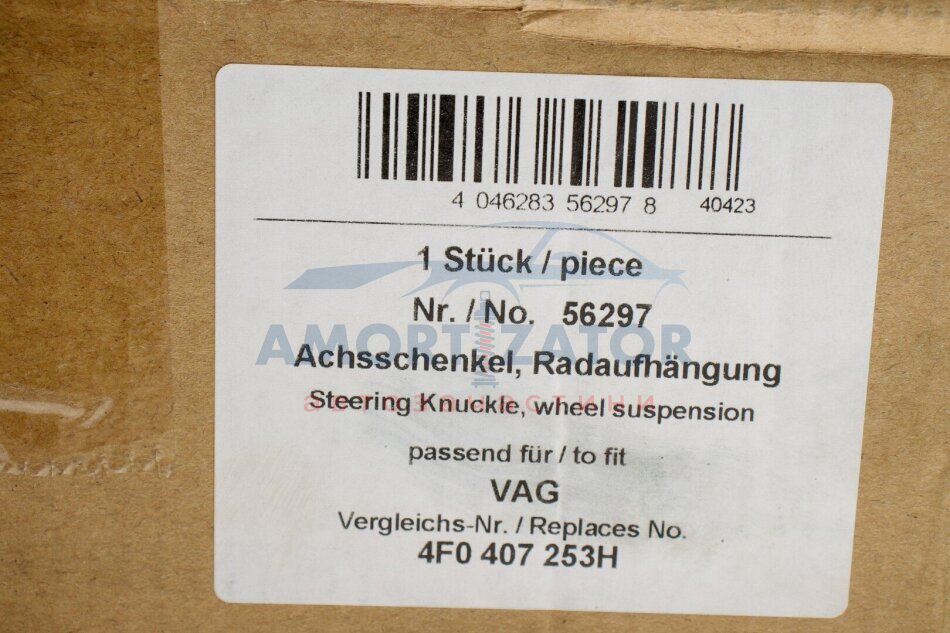 4 046283 56297 8 40423
1 Stück / piece
Nr. / No. 56297
AMORTIZATOR
Achsschenkel, Radaufhängung
Steering Knuckle, wheel suspension
passend für / to fit
VAG
Vergleichs-Nr. / Replaces No.
4F0 407 253H